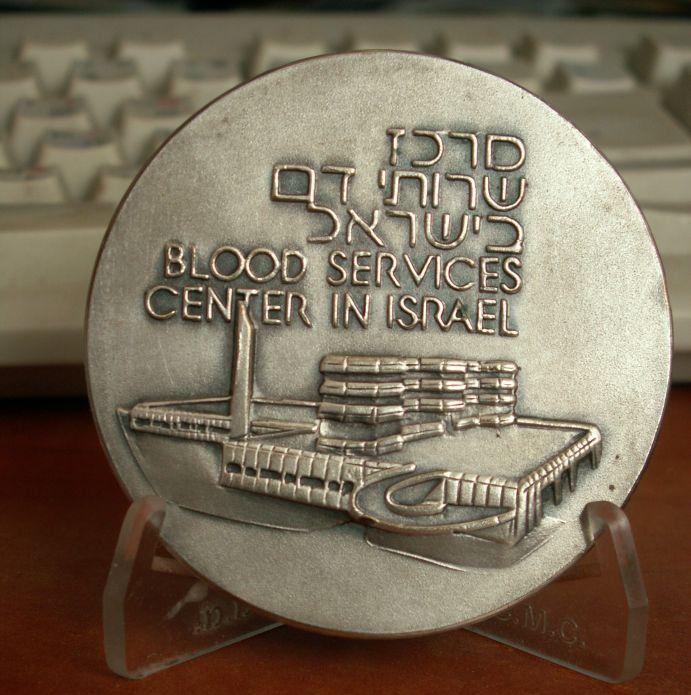 מרכז
שרותי דם
בישראל
BLOOD SERVICES
CENTER IN ISRAEL